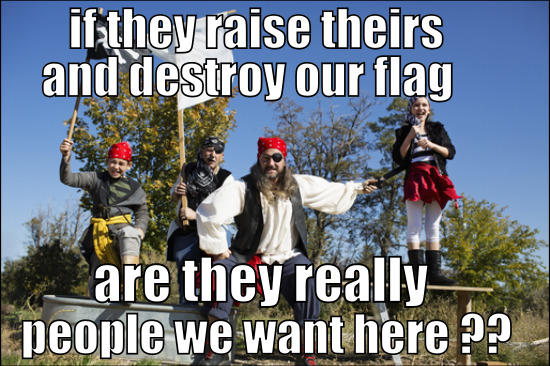 if they raise theirs
and destroy our flag
are they really
people we want here ??